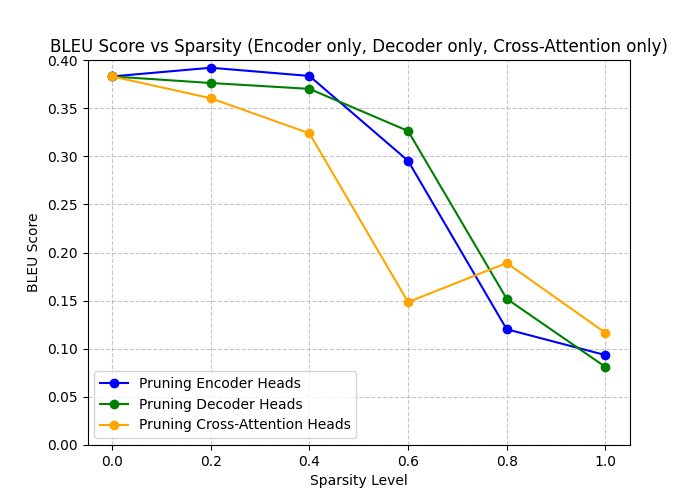 BLEU Score vs Sparsity (Encoder only, Decoder only, Cross-Attention only)
0.40
0.35
0.30
0.25
0.20
0.15
0.10
0.05
0.00
BLEU Score
Pruning Encoder Heads
Pruning Decoder Heads
Pruning Cross-Attention Heads
0.0 0.2 0.4 0.6 0.8 1.0
Sparsity Level